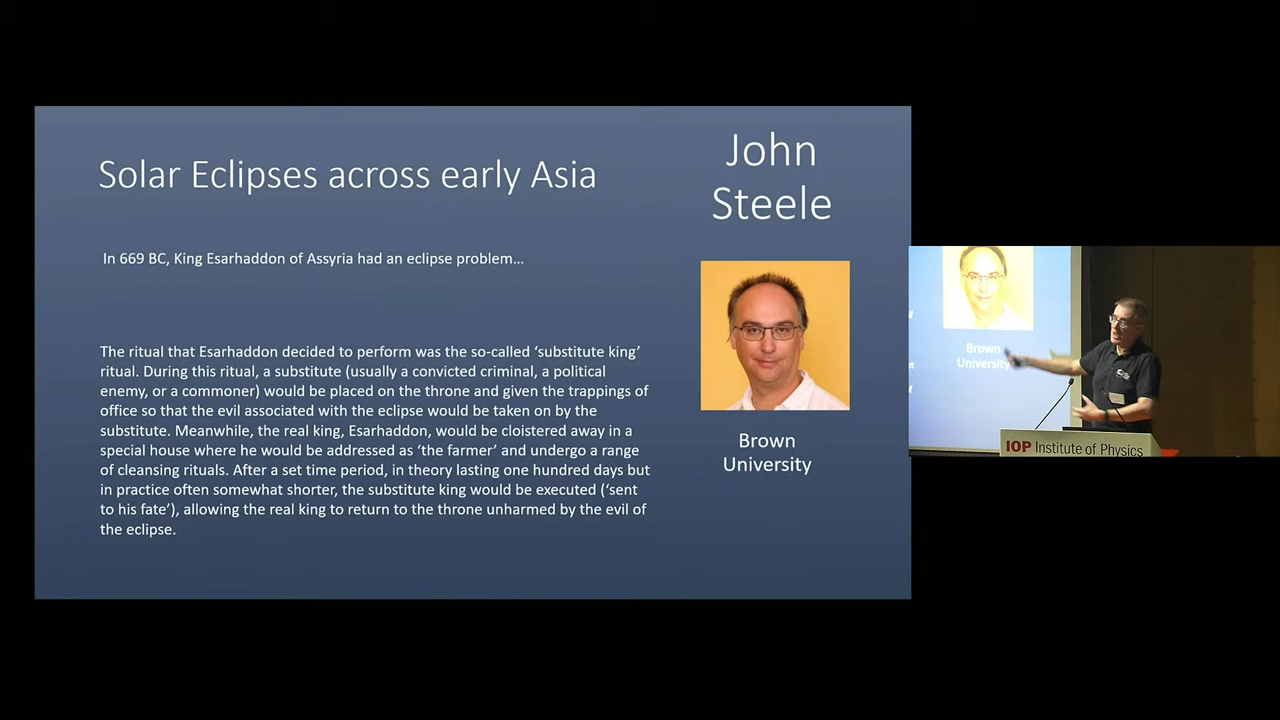 Solar Eclipses across early Asia
In 669 BC, King Esarhaddon of Assyria had an eclipse problem…
The ritual that Esarhaddon decided to perform was the so-called ‘substitute king’
ritual. During this ritual, a substitute (usually a convicted criminal, a political
enemy, or a commoner) would be placed on the throne and given the trappings of
office so that the evil associated with the eclipse would be taken on by the
substitute. Meanwhile, the real king, Esarhaddon, would be cloistered away in a
special house where he would be addressed as ‘the farmer’ and undergo a range
of cleansing rituals. After a set time period, in theory lasting one hundred days but
in practice often somewhat shorter, the substitute king would be executed (‘sent
to his fate’), allowing the real king to return to the throne unharmed by the evil of
the eclipse.
John
Steele
Brown
University
Brown
University
IOP Institute of Physics